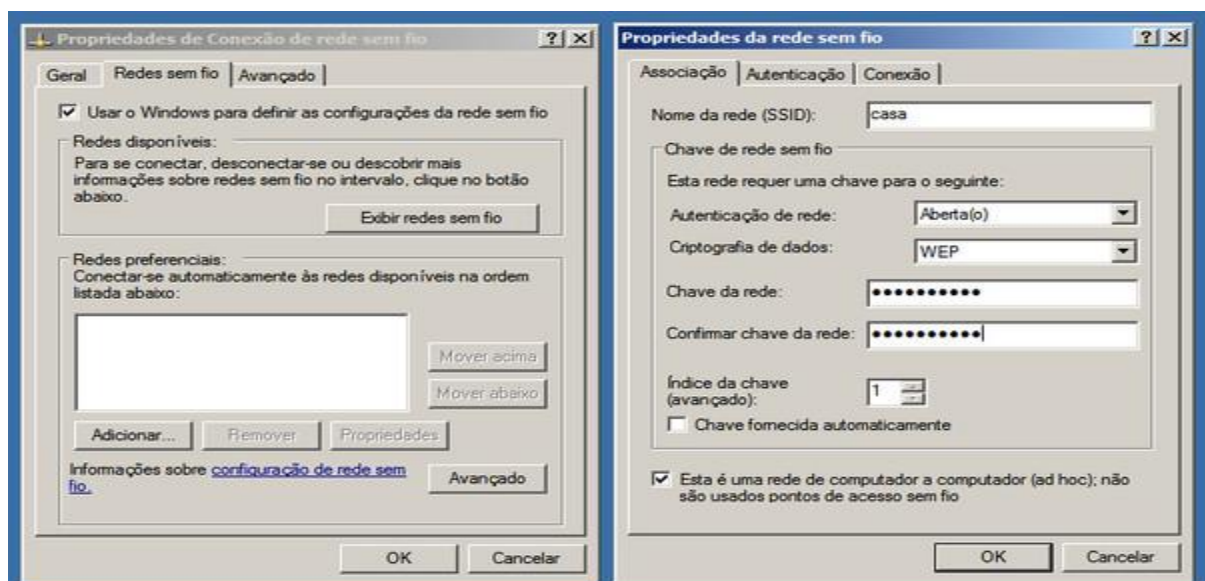 Propriedades de Conexão de rede sem fio
Geral
Redes sem fio
Avançado
Usar o Windows para definir as configurações da rede sem fio
Redes disponíveis:
Para se conectar, desconectar-se ou descobrir mais
informações sobre redes sem fio no intervalo, clique no botão
abaixo.
Exibir redes sem fio
Redes preferenciais:
Conectar-se automaticamente às redes disponíveis na ordem
listada abaixo:
Mover acima
Mover abaixo
Adicionar...
Remover
Propriedades
Informações sobre configuração de rede sem
fio.
Avançado
OK
Cancelar
Propriedades da rede sem fio
Associação
Autenticação
Conexão
Nome da rede (SSID):
casa
Chave de rede sem fio
Esta rede requer uma chave para o seguinte:
Autenticação de rede:
Aberta(o)
Criptografia de dados:
WEP
Chave da rede:
••••••••••
Confirmar chave da rede:
••••••••••
Índice da chave
(avançado):
1
Chave fornecida automaticamente
Esta é uma rede de computador a computador (ad hoc); não
são usados pontos de acesso sem fio
OK
Cancelar